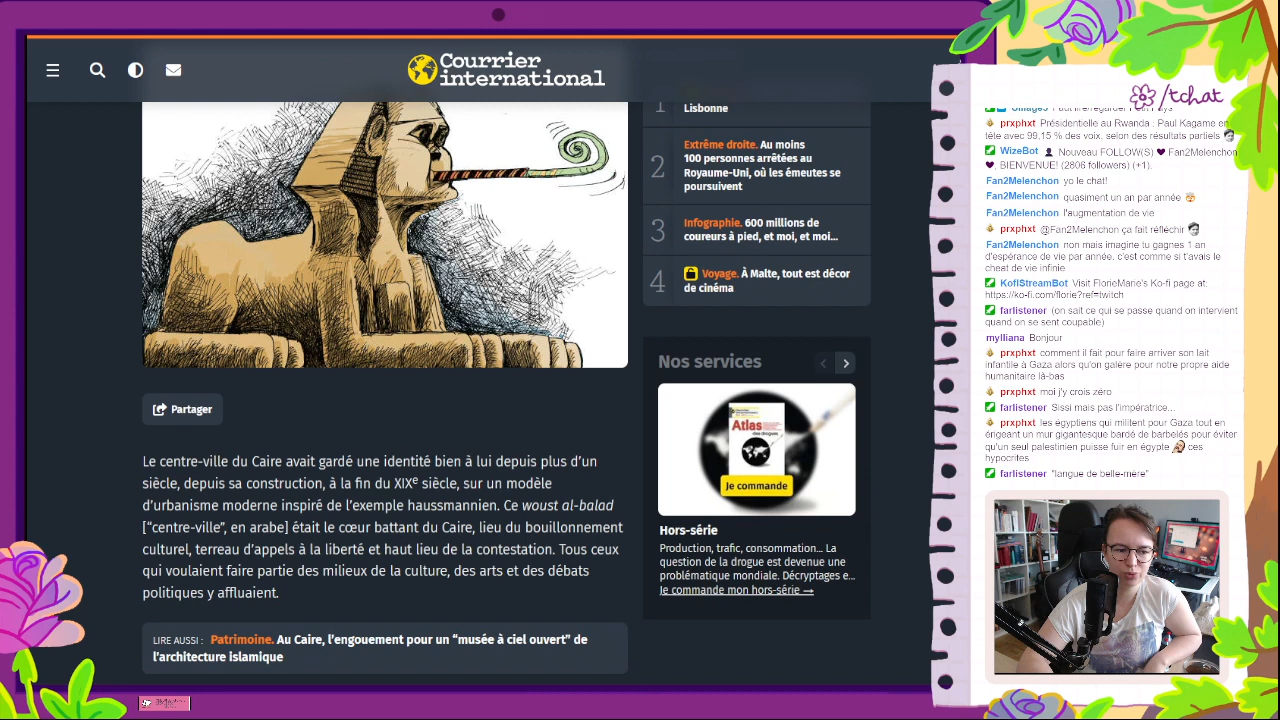 Courrier
international
Lisbonne
2
Extrême droite. Au moins
100 personnes arrêtées au
Royaume-Uni, où les émeutes se
poursuivent
3
Infographie. 600 millions de
coureurs à pied, et moi, et moi...
4
Voyage. À Malte, tout est décor
de cinéma
Nos services
Atlas
des drogues
Je commande
Hors-série
Production, trafic, consommation... La
question de la drogue est devenue une
problématique mondiale. Décryptages e...
Je commande mon hors-série →
Partager
Le centre-ville du Caire avait gardé une identité bien à lui depuis plus d'un
siècle, depuis sa construction, à la fin du XIXe siècle, sur un modèle
d'urbanisme moderne inspiré de l'exemple haussmannien. Ce woust al-balad
[“centre-ville”, en arabe] était le cœur battant du Caire, lieu du bouillonnement
culturel, terreau d'appels à la liberté et haut lieu de la contestation. Tous ceux
qui voulaient faire partie des milieux de la culture, des arts et des débats
politiques y affluaient.
LIRE AUSSI : Patrimoine. Au Caire, l'engouement pour un “musée à ciel ouvert” de
l'architecture islamique
/tchat
prxphxt Présidentielle au Rwanda : Paul Kagame en
tête avec 99,15 % des voix, selon des résultats partiels
WizeBot Nouveau FOLLOW(S) Fan2Melenchon
, BIENVENUE! (2806 followers) (+1).
Fan2Melenchon yo le chat!
Fan2Melenchon quasiment un an par année
Fan2Melenchon l'augmentation de vie
prxphxt @Fan2Melenchon ça fait réfléchir
Fan2Melenchon non mais imagine tu gagnes 1 an
d'espérance de vie par année. c'est comme si t'avais le
cheat de vie infinie
KofiStreamBot Visit FlorieMarie's Ko-fi page at:
https://ko-fi.com/florie?ref=twitch
farlistener (on sait ce qui se passe quand on intervient
quand on se sent coupable)
mylliana Bonjour
prxphxt comment il fait pour faire arriver son lait
infantile à Gaza alors qu'on galère pour notre propre aide
humanitaire là-bas
prxphxt moi j'y crois zéro
farlistener Sissi mais pas l'impératrice...
prxphxt les égyptiens qui militent pour Gaza tout en
érigeant un mur gigantesque bardé de barbelés pour éviter
qu'un seul palestinien puisse fuir en égypte ces
hypocrites
farlistener "langue de belle-mère"